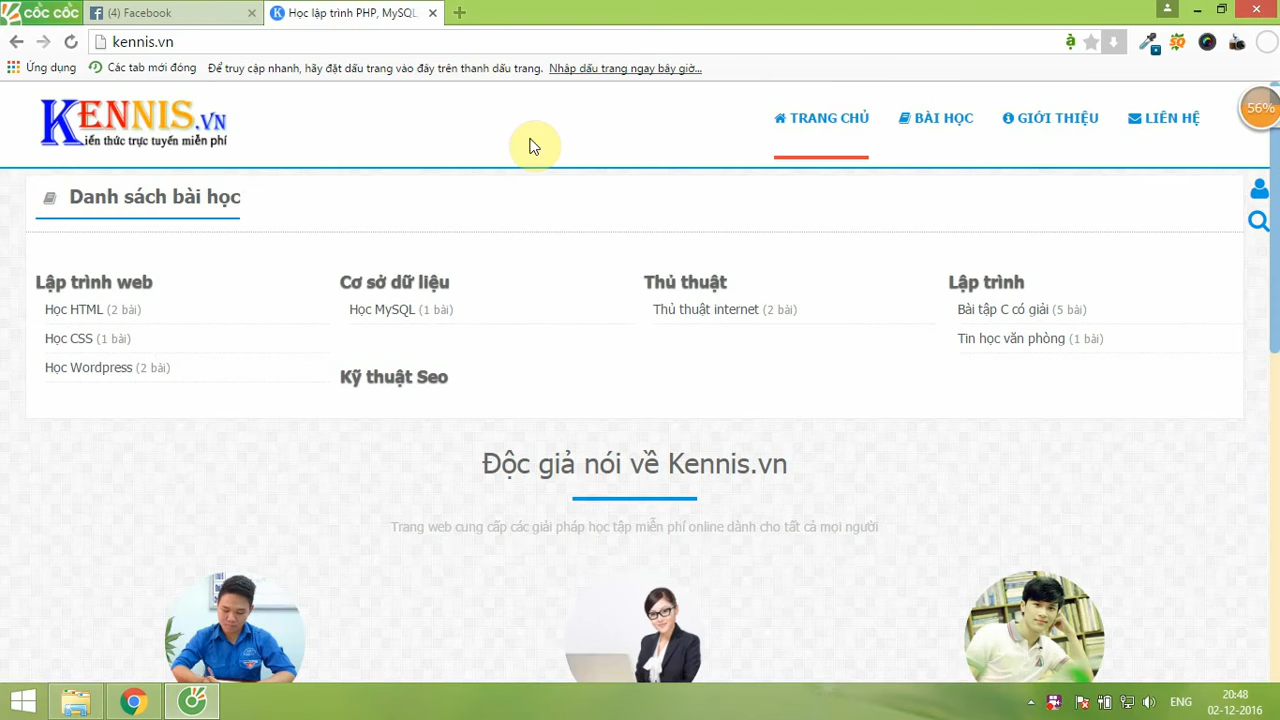 cốc cốc
(4) Facebook
Học lập trình PHP, MySQL,
kennis.vn
Ứng dụng
Các tab mới đóng
Để truy cập nhanh, hãy đặt dấu trang vào đây trên thanh dấu trang.
Nhập dấu trang ngay bây giờ...
56%
KENNIS.VN
iến thức trực tuyến miễn phí
TRANG CHỦ
BÀI HỌC
GIỚI THIỆU
LIÊN HỆ
Danh sách bài học
Lập trình web
Học HTML (2 bài)
Học CSS (1 bài)
Học Wordpress (2 bài)
Cơ sở dữ liệu
Học MySQL (1 bài)
Kỹ thuật Seo
Thủ thuật
Thủ thuật internet (2 bài)
Lập trình
Bài tập C có giải (5 bài)
Tin học văn phòng (1 bài)
Độc giả nói về Kennis.vn
Trang web cung cấp các giải pháp học tập miễn phí online dành cho tất cả mọi người
ENG
20:48
02-12-2016